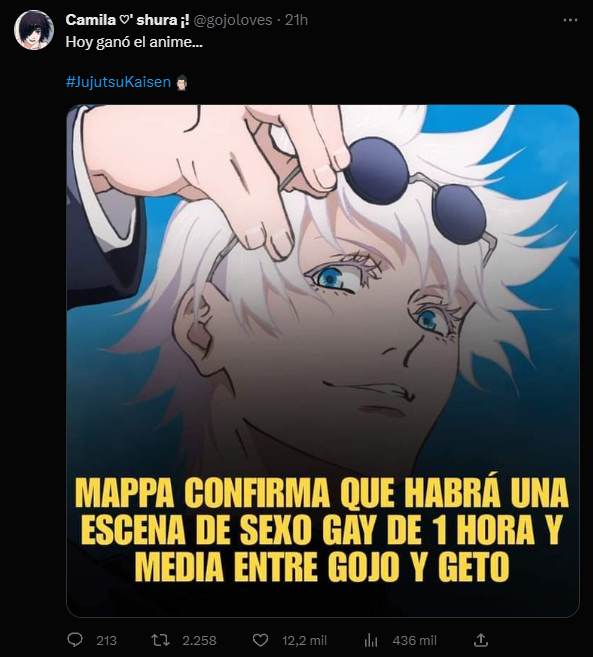 Camila ♡' shura ¡! @gojoloves · 21h
Hoy ganó el anime...
#JujutsuKaisen
MAPPA CONFIRMA QUE HABRÁ UNA
ESCENA DE SEXO GAY DE 1 HORA Y
MEDIA ENTRE GOJO Y GETO
213 2.258 12,2 mil 436 mil